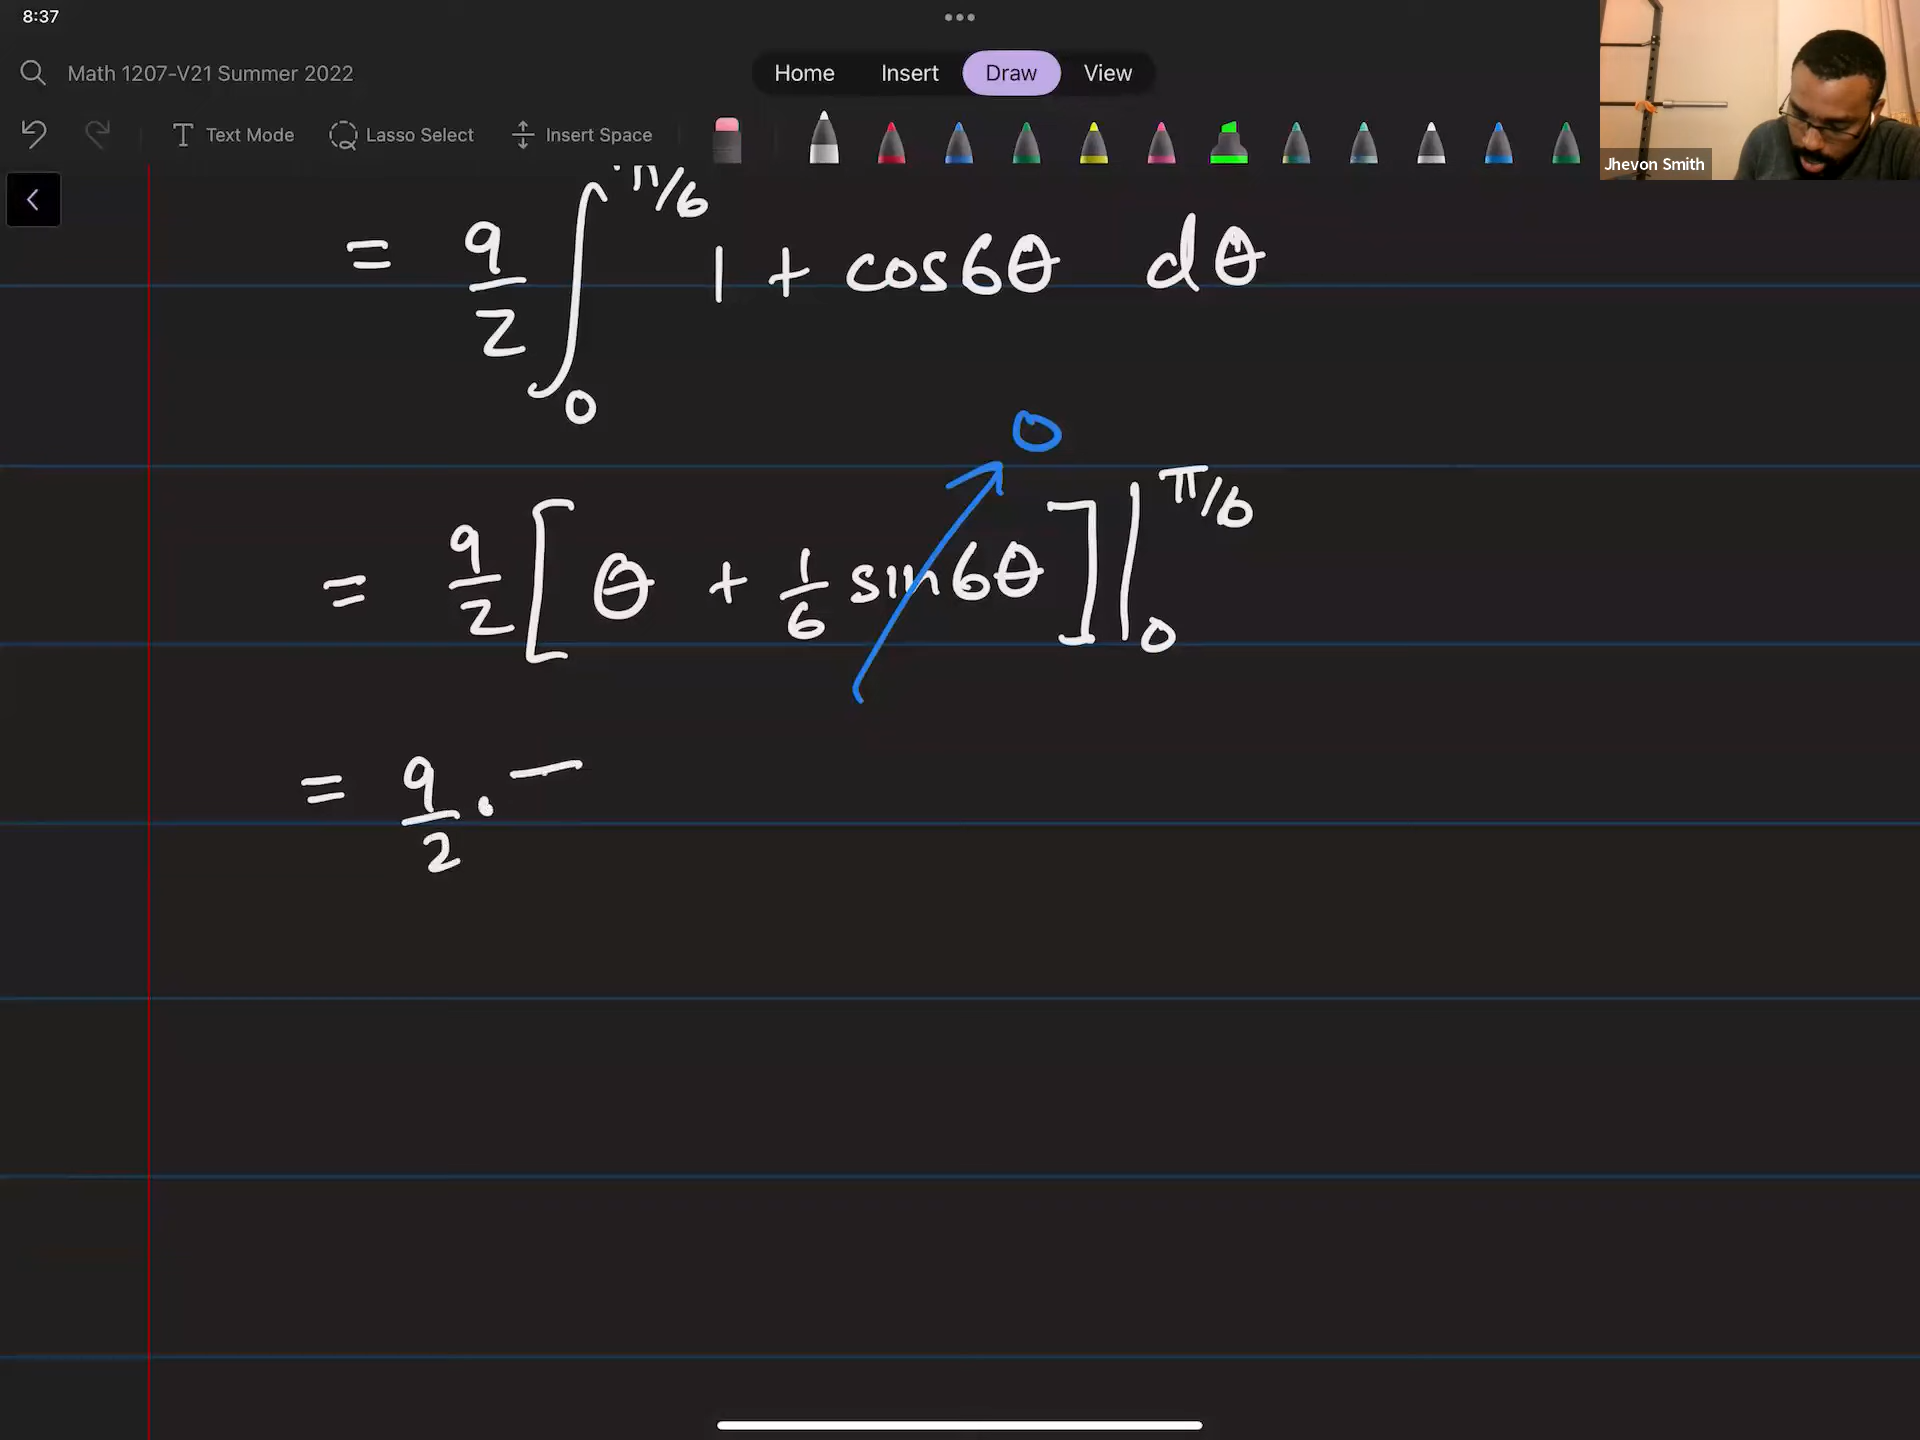 8:37
Math 1207-V21 Summer 2022
Home Insert Draw View
Text Mode Lasso Select Insert Space
Jhevon Smith
= 9/2 ∫_0^{π/6} 1 + cos6θ dθ
0
= 9/2 [ θ + 1/6 sin6θ ] |_0^{π/6}
= 9/2 ·